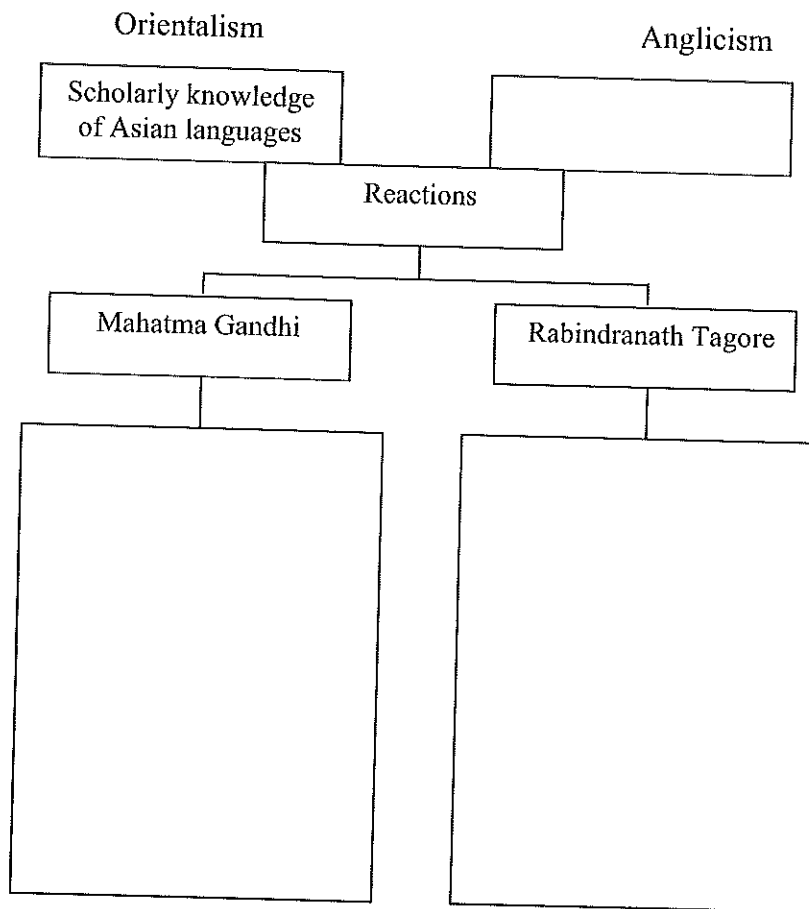 Orientalism
Anglicism
Scholarly knowledge
of Asian languages
Reactions
Mahatma Gandhi
Rabindranath Tagore